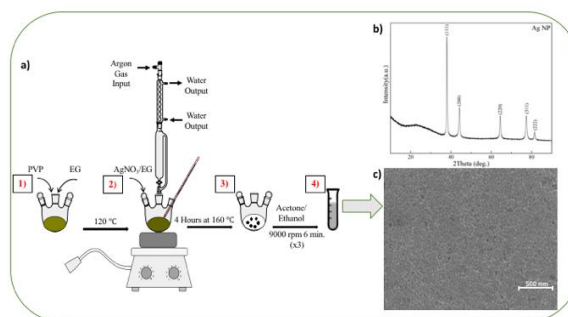 a)
Argon
Gas
Input
Water
Output
Water
Output
1)
PVP
EG
2)
AgNO₃/EG
3)
4)
120 °C
4 Hours at 160 °C
Acetone/
Ethanol
9000 rpm 6 min.
(x3)
b)
Ag NP
Intensity(a.u.)
(111)
(200)
(220)
(311)
(222)
20 40 60 80
2Theta (deg.)
c)
500 nm